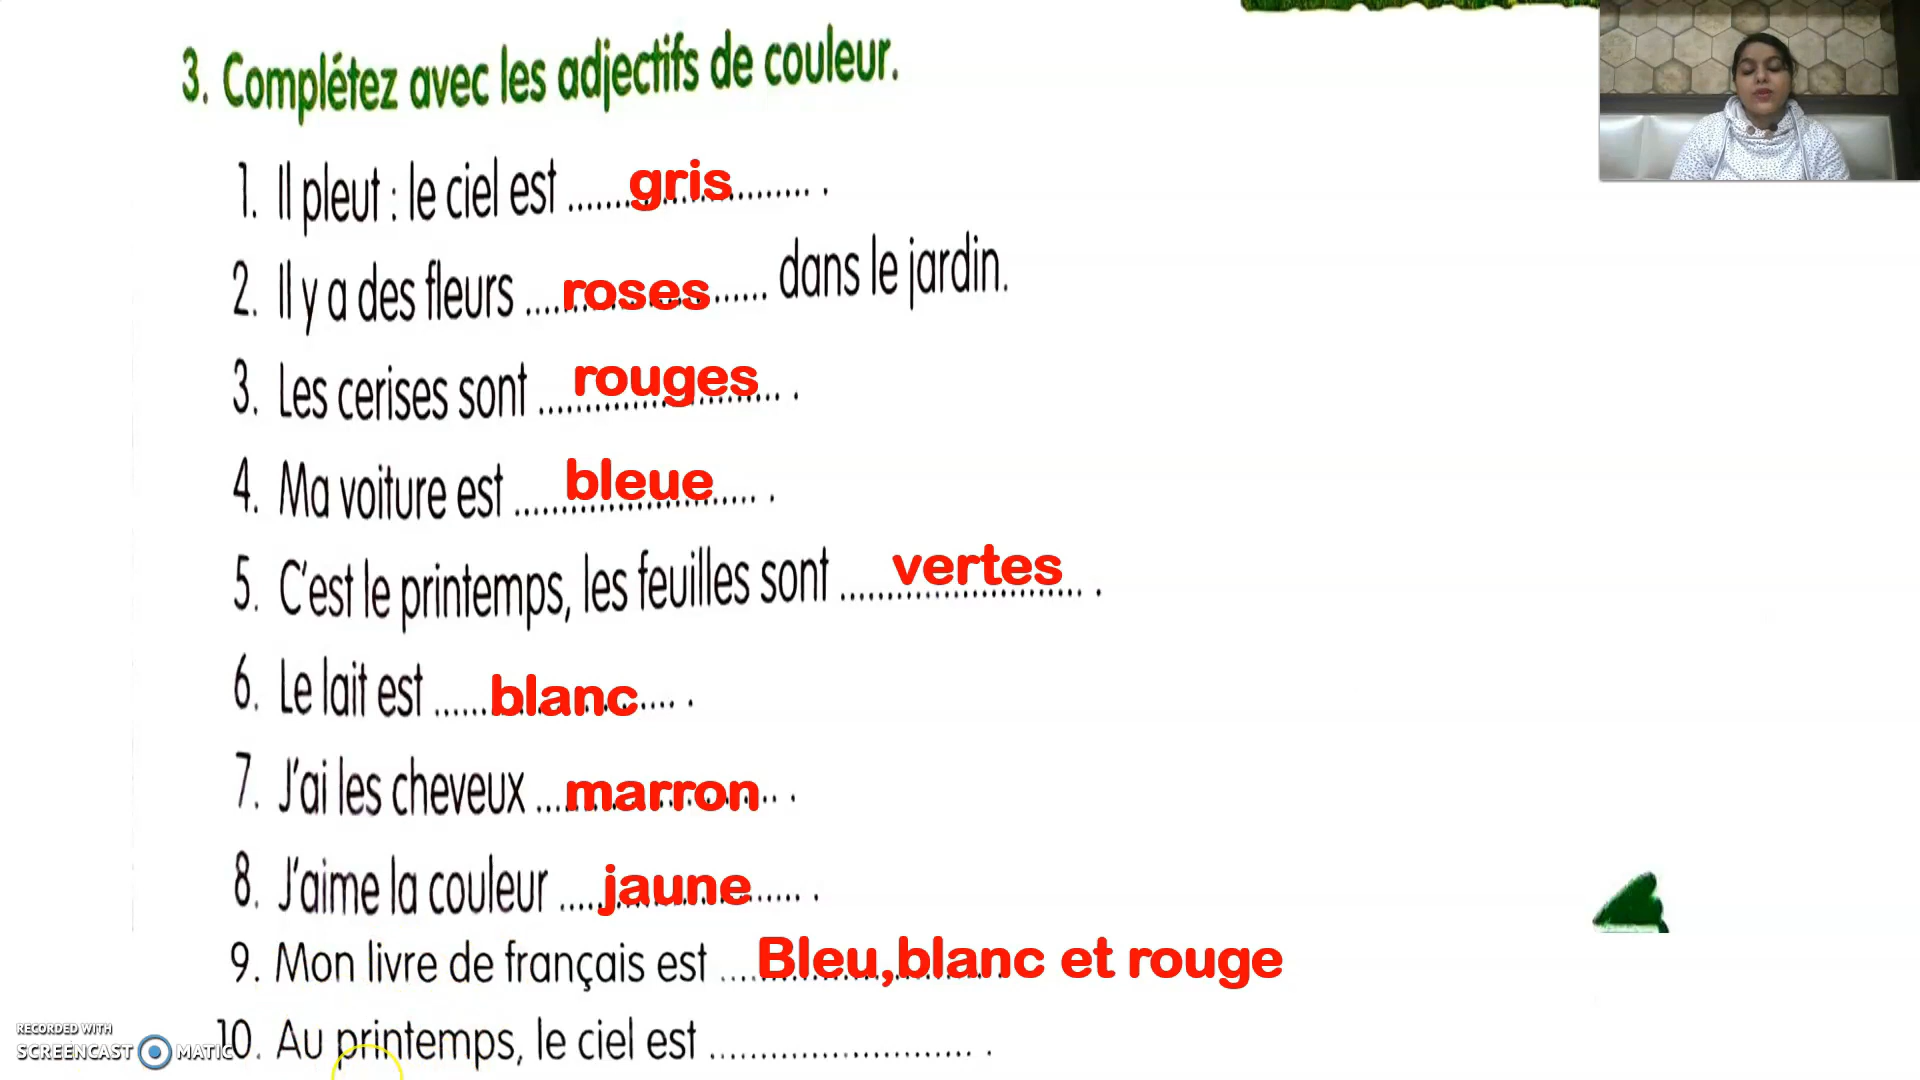 3. Complétez avec les adjectifs de couleur.
1. Il pleut : le ciel est ......gris........ .
2. Il y a des fleurs ....roses...... dans le jardin.
3. Les cerises sont ....rouges.. .
4. Ma voiture est .....bleue..... .
5. C'est le printemps, les feuilles sont .....vertes.. .
6. Le lait est ......blanc.... .
7. J'ai les cheveux ...marron.. .
8. J'aime la couleur ....jaune..... .
9. Mon livre de français est ....Bleu,blanc et rouge
10. Au printemps, le ciel est .......................... .
RECORDED WITH
SCREENCAST MATIC